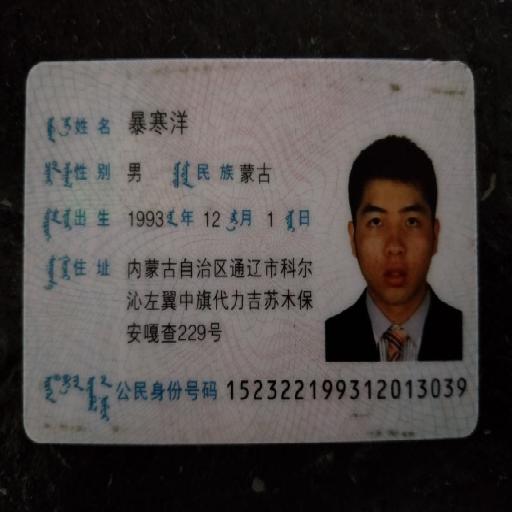 姓名 暴寒洋
性别 男 民族 蒙古
出生 1993 年 12 月 1 日
住址 内蒙古自治区通辽市科尔
沁左翼中旗代力吉苏木保
安嘎查229号
公民身份号码 152322199312013039